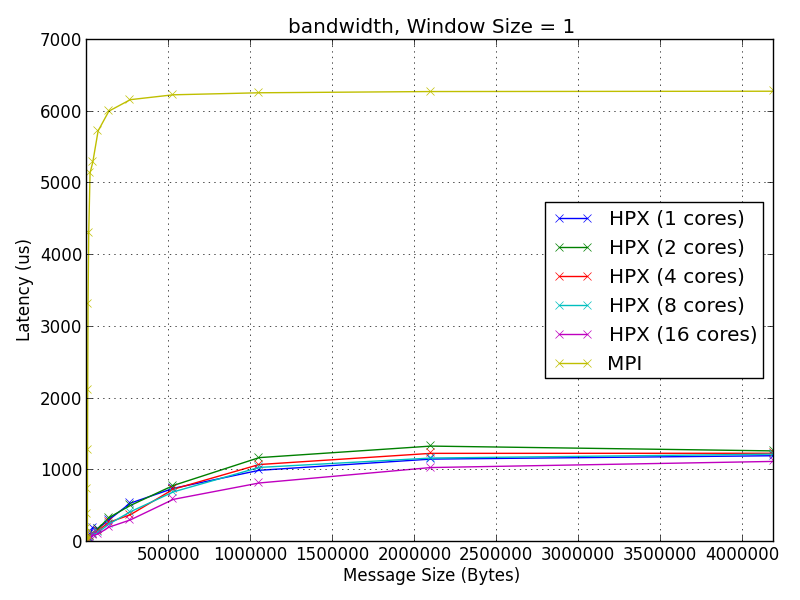 bandwidth, Window Size = 1
7000
6000
5000
4000
3000
2000
1000
0
Latency (us)
HPX (1 cores)
HPX (2 cores)
HPX (4 cores)
HPX (8 cores)
HPX (16 cores)
MPI
500000 1000000 1500000 2000000 2500000 3000000 3500000 4000000
Message Size (Bytes)